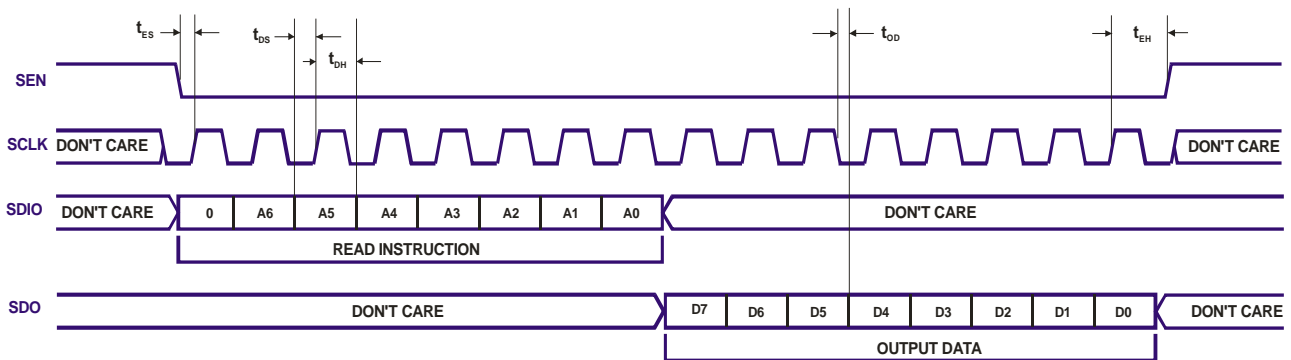 tES
tDS
tDH
tOD
tEH
SEN
SCLK DON'T CARE DON'T CARE
SDIO DON'T CARE 0 A6 A5 A4 A3 A2 A1 A0 DON'T CARE
READ INSTRUCTION
SDO DON'T CARE D7 D6 D5 D4 D3 D2 D1 D0 DON'T CARE
OUTPUT DATA